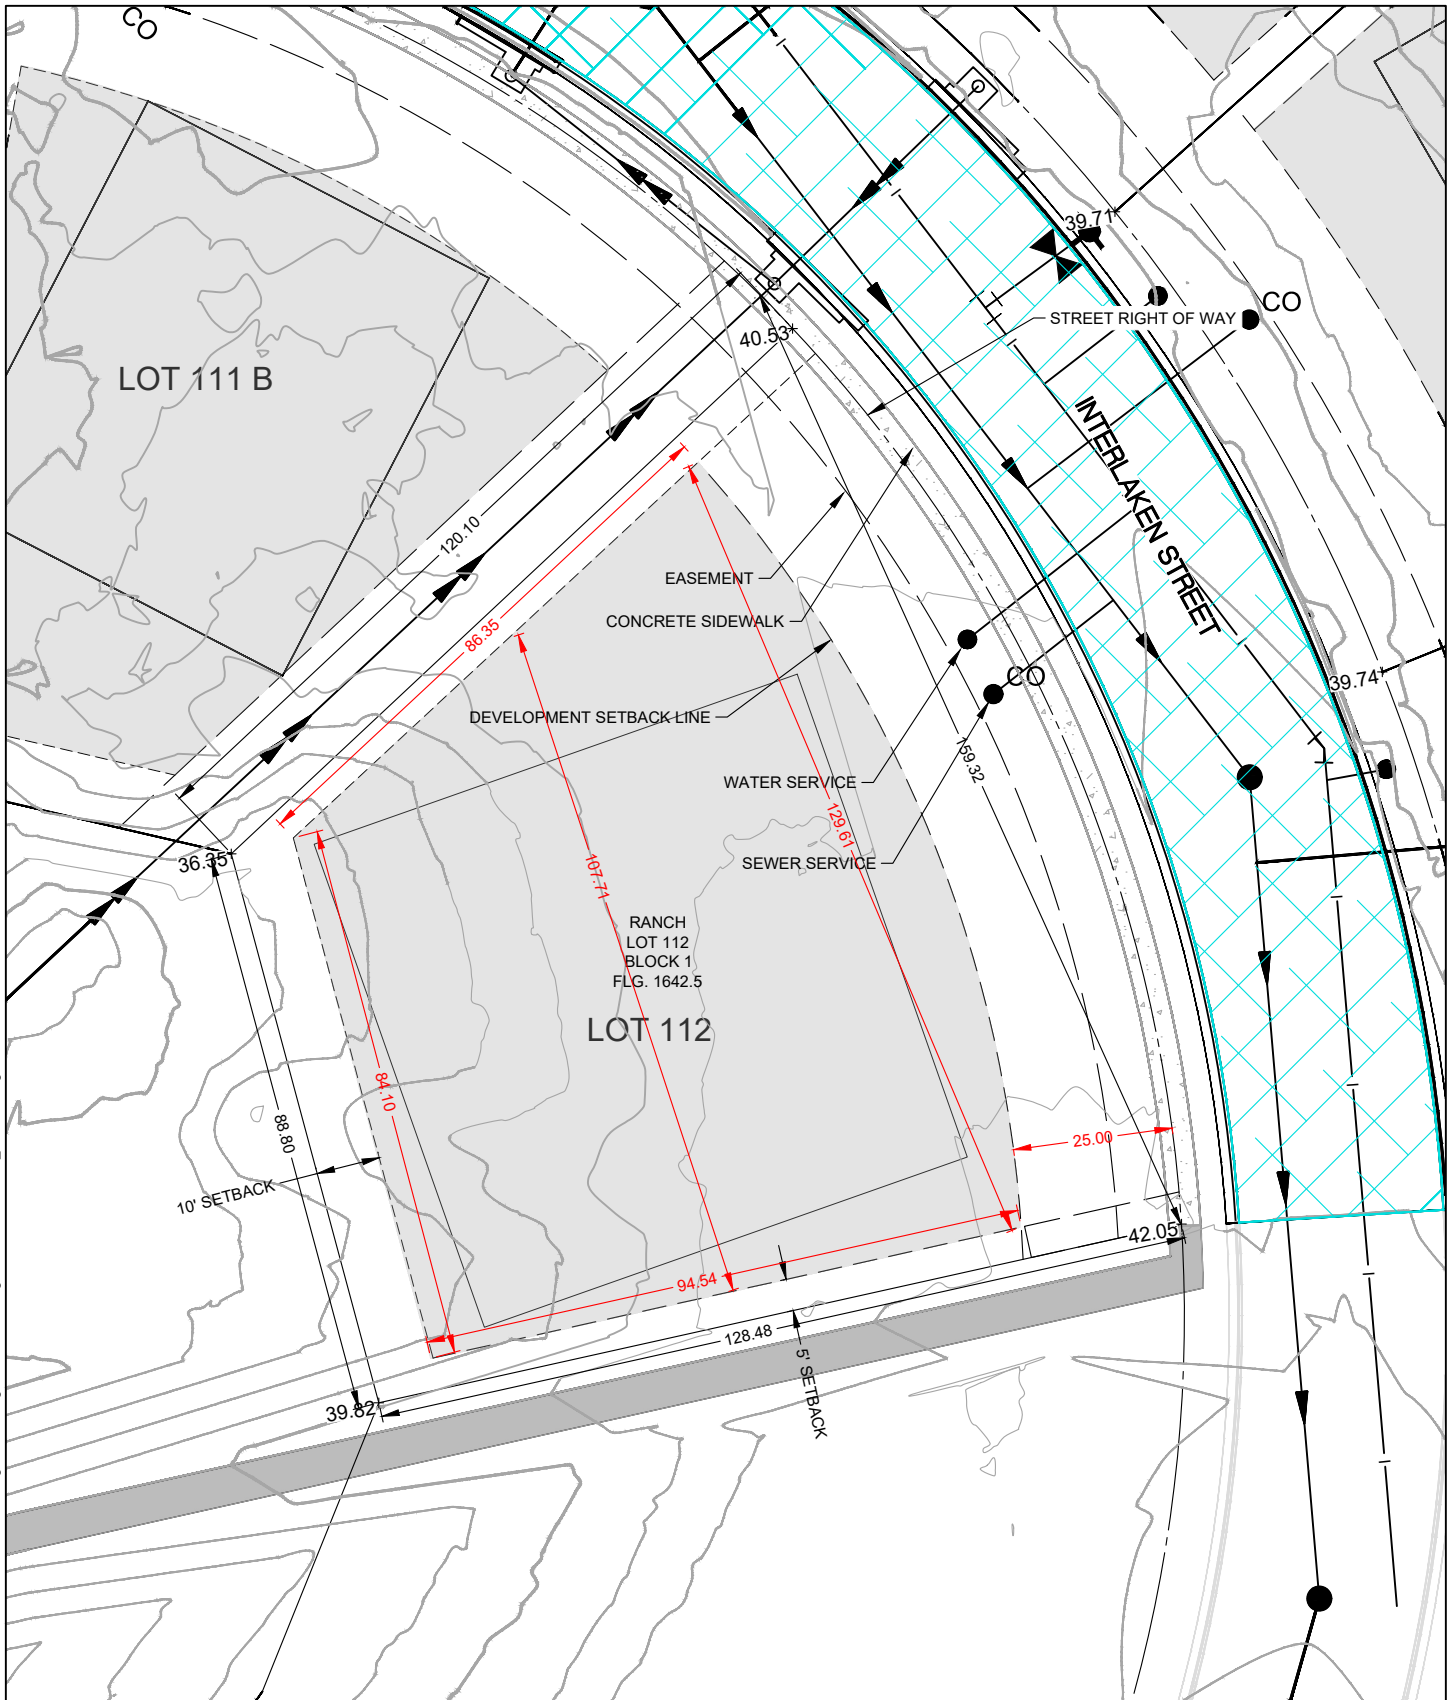 CO
39.71
CO
STREET RIGHT OF WAY
40.53
LOT 111 B
INTERLAKEN STREET
120.10
EASEMENT
CONCRETE SIDEWALK
86.35
39.74
CO
DEVELOPMENT SETBACK LINE
159.32
WATER SERVICE
129.61
SEWER SERVICE
36.35
107.71
RANCH
LOT 112
BLOCK 1
FLG. 1642.5
LOT 112
84.10
88.80
25.00
10' SETBACK
42.05
94.54
128.48
5' SETBACK
39.82